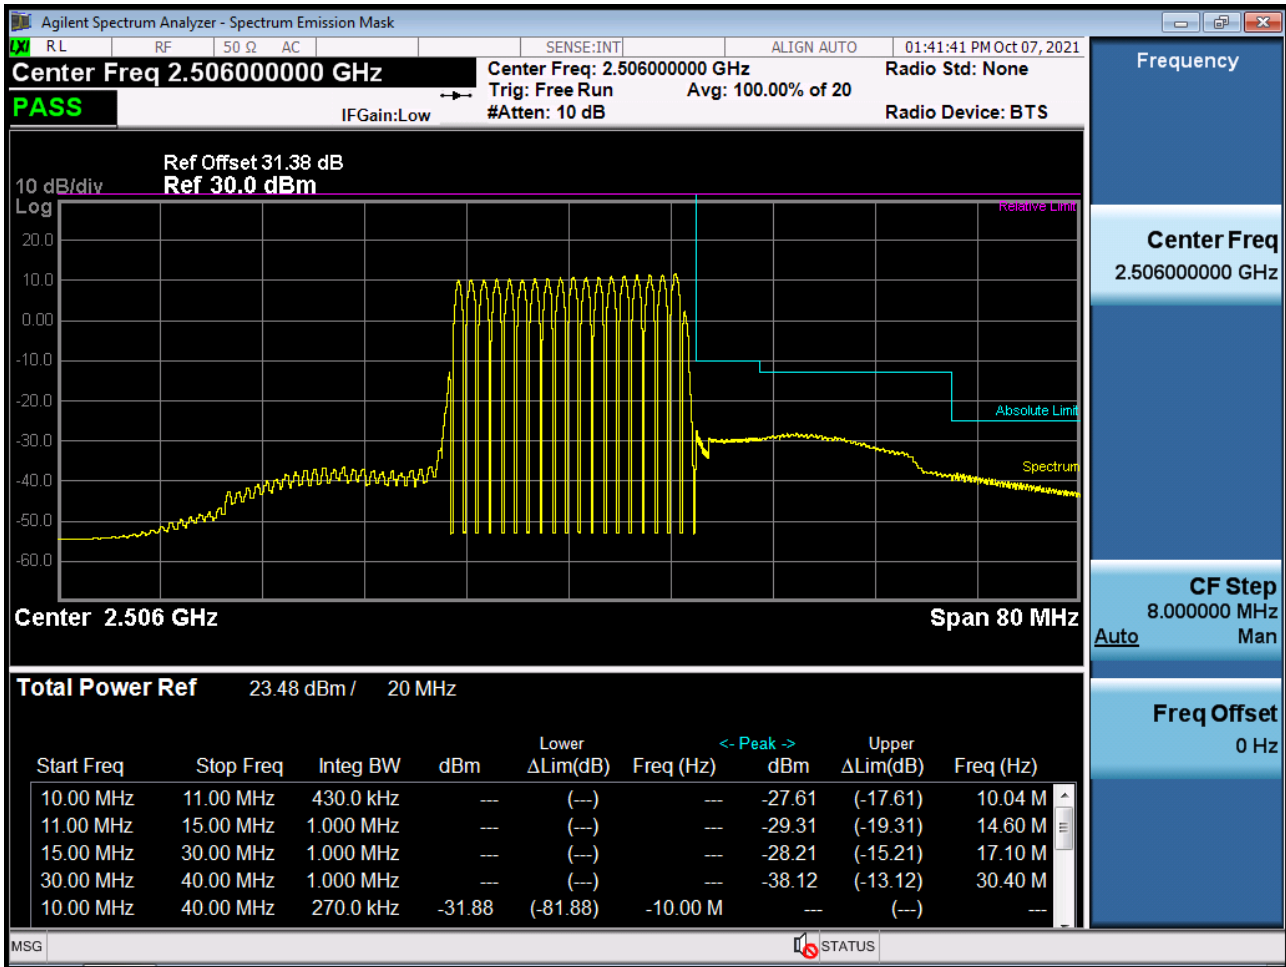 Agilent Spectrum Analyzer - Spectrum Emission Mask
LXI RL RF 50 Ω AC SENSE:INT ALIGN AUTO 01:41:41 PM Oct 07, 2021
Center Freq 2.506000000 GHz
Center Freq: 2.506000000 GHz Radio Std: None
Trig: Free Run Avg: 100.00% of 20
PASS IFGain:Low #Atten: 10 dB Radio Device: BTS
Ref Offset 31.38 dB
10 dB/div Ref 30.0 dBm
Log
Relative Limit
20.0
10.0
0.00
-10.0
-20.0
Absolute Limit
-30.0
Spectrum
-40.0
-50.0
-60.0
Center 2.506 GHz Span 80 MHz
Total Power Ref 23.48 dBm / 20 MHz
Lower <- Peak -> Upper
Start Freq Stop Freq Integ BW dBm ΔLim(dB) Freq (Hz) dBm ΔLim(dB) Freq (Hz)
10.00 MHz 11.00 MHz 430.0 kHz --- (---) --- -27.61 (-17.61) 10.04 M
11.00 MHz 15.00 MHz 1.000 MHz --- (---) --- -29.31 (-19.31) 14.60 M
15.00 MHz 30.00 MHz 1.000 MHz --- (---) --- -28.21 (-15.21) 17.10 M
30.00 MHz 40.00 MHz 1.000 MHz --- (---) --- -38.12 (-13.12) 30.40 M
10.00 MHz 40.00 MHz 270.0 kHz -31.88 (-81.88) -10.00 M --- (---) ---
MSG STATUS
Frequency
Center Freq
2.506000000 GHz
CF Step
8.000000 MHz
Auto Man
Freq Offset
0 Hz